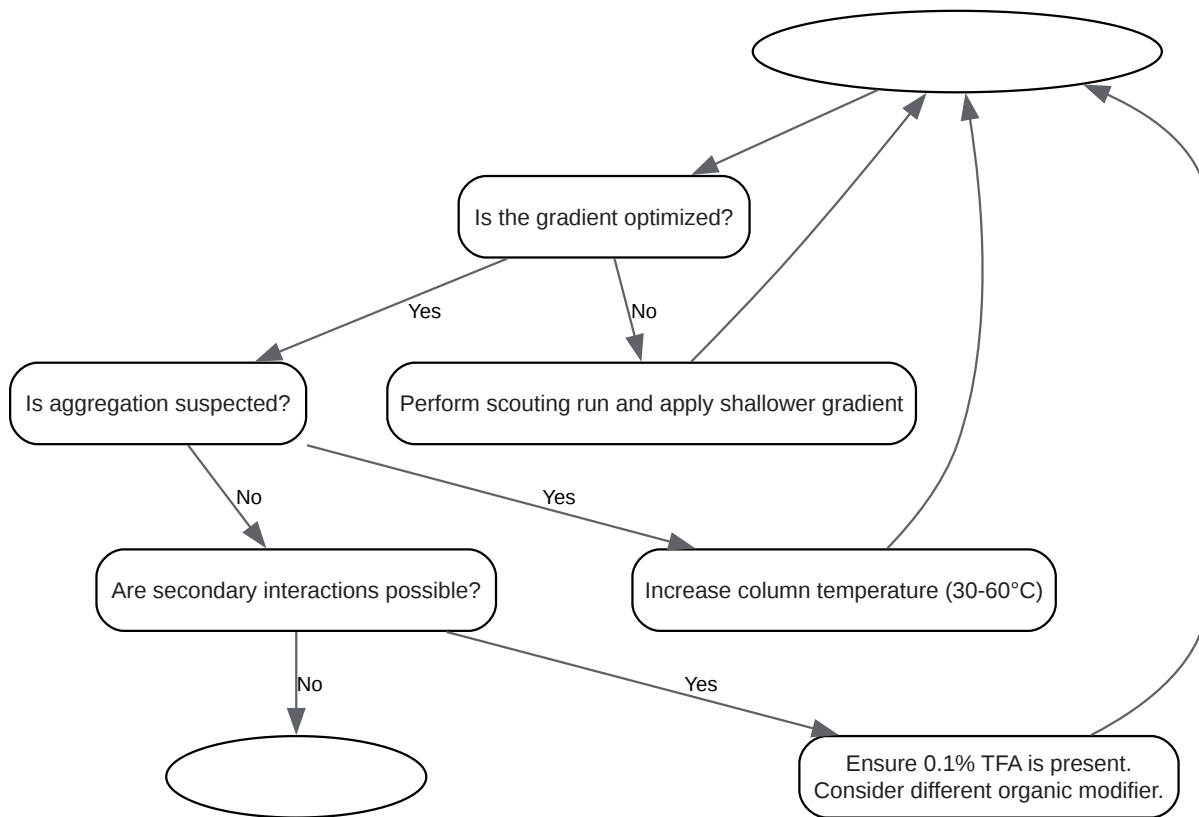 Is the gradient optimized?
Yes
No
Is aggregation suspected?
Perform scouting run and apply shallower gradient
No
Yes
Are secondary interactions possible?
Increase column temperature (30-60°C)
No
Yes
Ensure 0.1% TFA is present.
Consider different organic modifier.